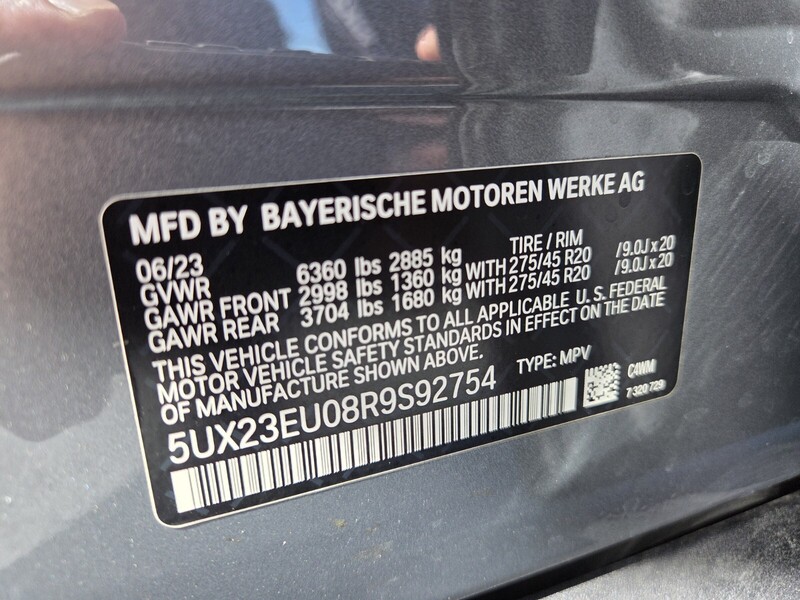 MFD BY BAYERISCHE MOTOREN WERKE AG
06/23 TIRE / RIM
GVWR 6360 lbs 2885 kg
GAWR FRONT 2998 lbs 1360 kg WITH 275/45 R20 /9.0J x 20
GAWR REAR 3704 lbs 1680 kg WITH 275/45 R20 /9.0J x 20
THIS VEHICLE CONFORMS TO ALL APPLICABLE U. S. FEDERAL
MOTOR VEHICLE SAFETY STANDARDS IN EFFECT ON THE DATE
OF MANUFACTURE SHOWN ABOVE.
5UX23EU08R9S92754 TYPE: MPV C4WM
7 320 729